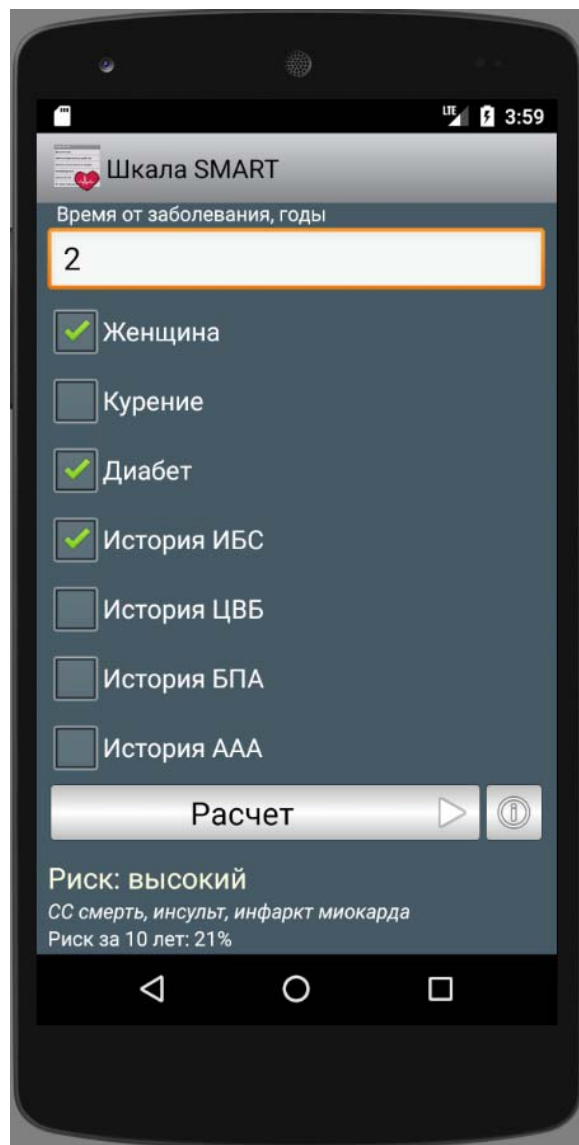 LTE 3:59
Шкала SMART
Время от заболевания, годы
2
Женщина
Курение
Диабет
История ИБС
История ЦВБ
История БПА
История ААА
Расчет
Риск: высокий
СС смерть, инсульт, инфаркт миокарда
Риск за 10 лет: 21%